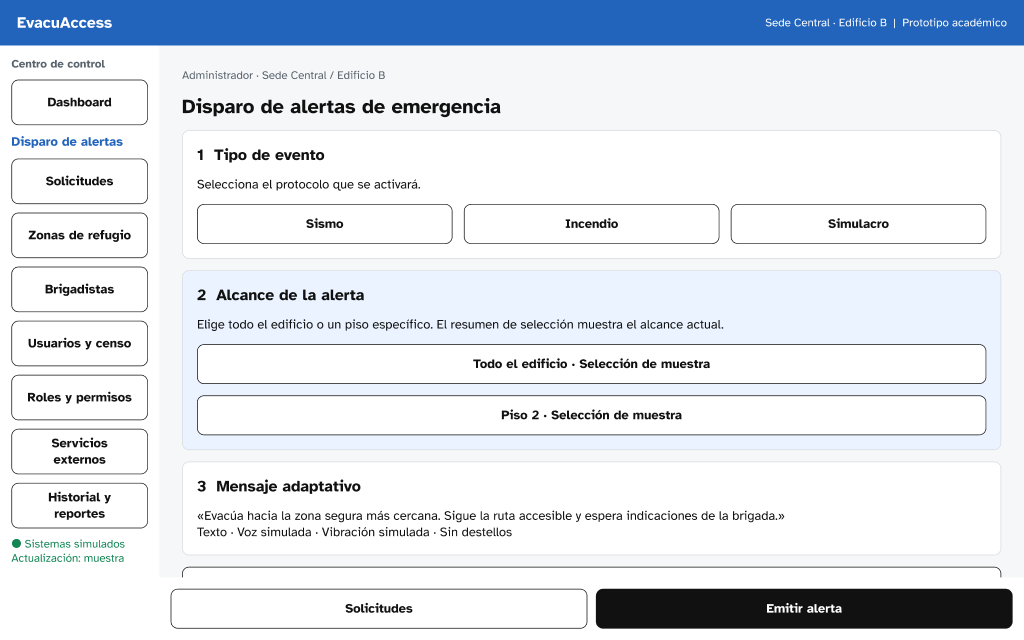 EvacuAccess
Sede Central · Edificio B | Prototipo académico
Centro de control
Dashboard
Disparo de alertas
Solicitudes
Zonas de refugio
Brigadistas
Usuarios y censo
Roles y permisos
Servicios
externos
Historial y
reportes
Sistemas simulados
Actualización: muestra
Administrador · Sede Central / Edificio B
Disparo de alertas de emergencia
1 Tipo de evento
Selecciona el protocolo que se activará.
Sismo
Incendio
Simulacro
2 Alcance de la alerta
Elige todo el edificio o un piso específico. El resumen de selección muestra el alcance actual.
Todo el edificio · Selección de muestra
Piso 2 · Selección de muestra
3 Mensaje adaptativo
«Evacúa hacia la zona segura más cercana. Sigue la ruta accesible y espera indicaciones de la brigada.»
Texto · Voz simulada · Vibración simulada · Sin destellos
Solicitudes
Emitir alerta